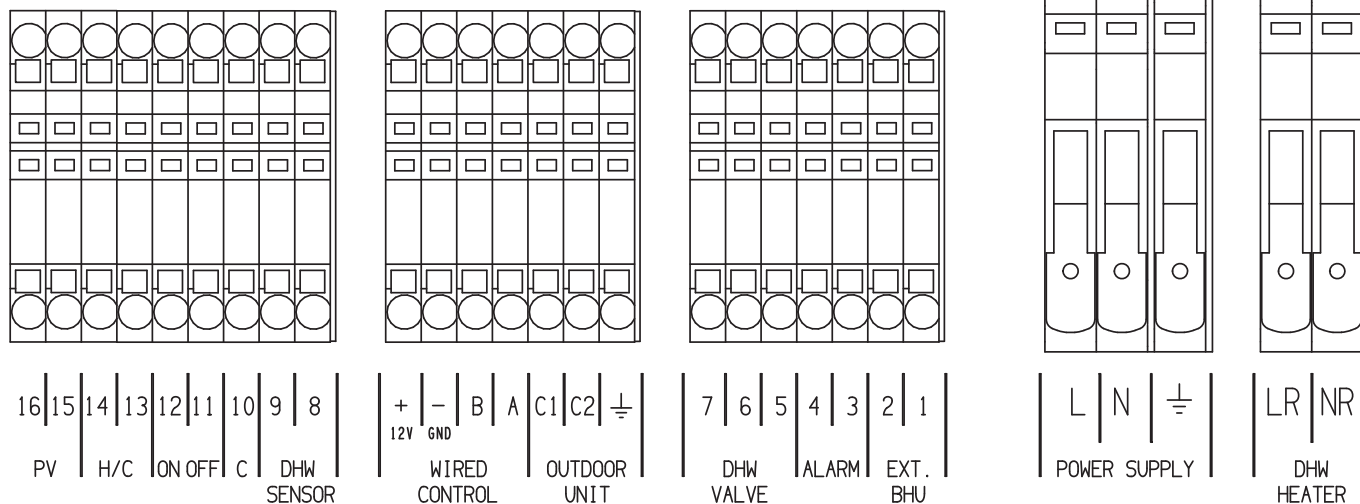 16 15 14 13 12 11 10 9 8 + − B A C1 C2 ⏚ 7 6 5 4 3 2 1 L N ⏚ LR NR
12V GND
PV H/C ON OFF C DHW WIRED OUTDOOR DHW ALARM EXT. POWER SUPPLY DHW
SENSOR CONTROL UNIT VALVE BHU HEATER